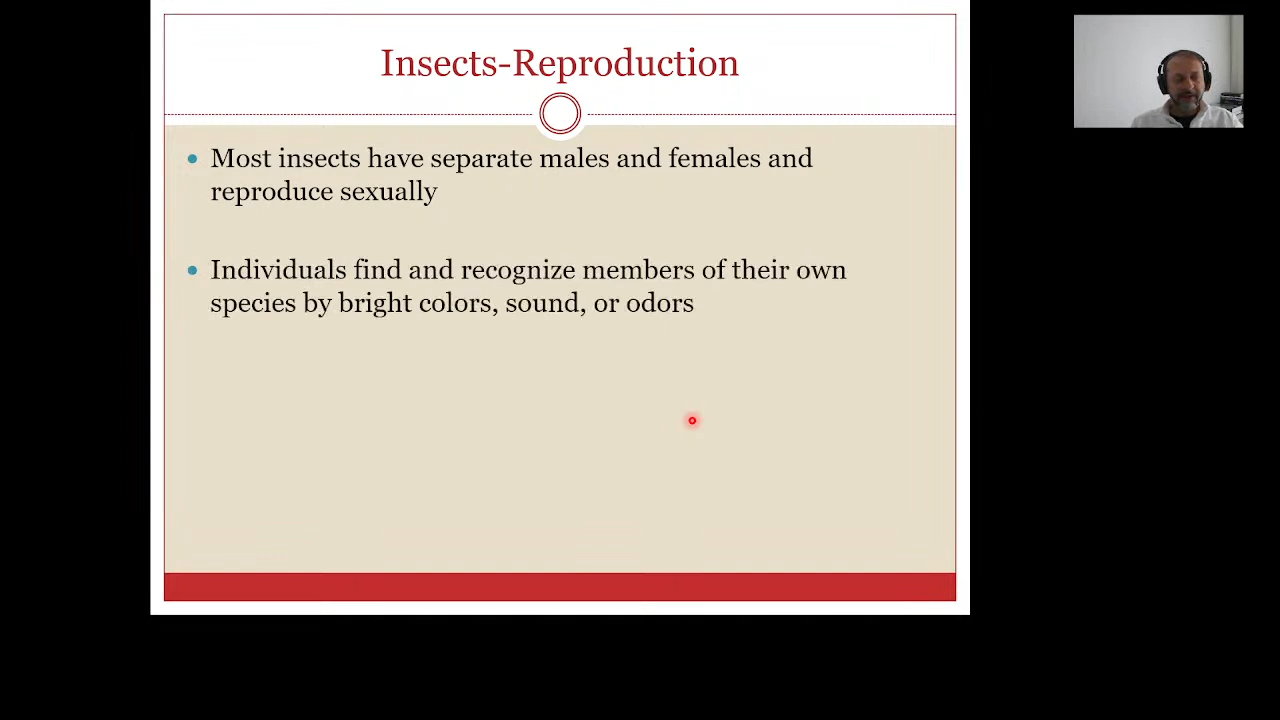 Insects-Reproduction
Most insects have separate males and females and
reproduce sexually
Individuals find and recognize members of their own
species by bright colors, sound, or odors